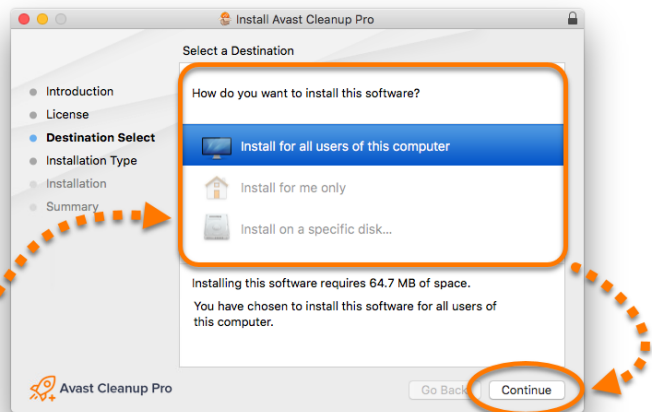 Install Avast Cleanup Pro
Select a Destination
Introduction
License
Destination Select
Installation Type
Installation
Summary
How do you want to install this software?
Install for all users of this computer
Install for me only
Install on a specific disk...
Installing this software requires 64.7 MB of space.
You have chosen to install this software for all users of
this computer.
Avast Cleanup Pro
Go Back
Continue